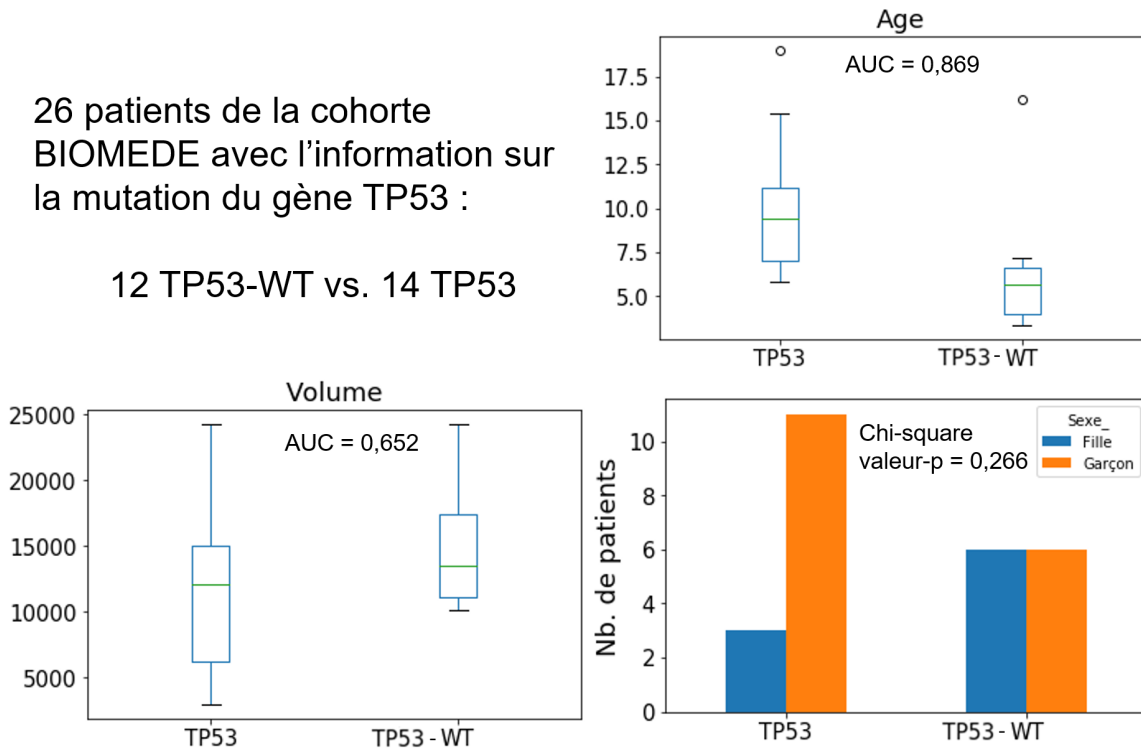 26 patients de la cohorte
BIOMEDE avec l’information sur
la mutation du gène TP53 :
12 TP53-WT vs. 14 TP53
Age
AUC = 0,869
17.5
15.0
12.5
10.0
7.5
5.0
TP53
TP53 - WT
Volume
AUC = 0,652
25000
20000
15000
10000
5000
TP53
TP53 - WT
Chi-square
valeur-p = 0,266
Sexe_
Fille
Garçon
Nb. de patients
10
8
6
4
2
0
TP53
TP53 - WT